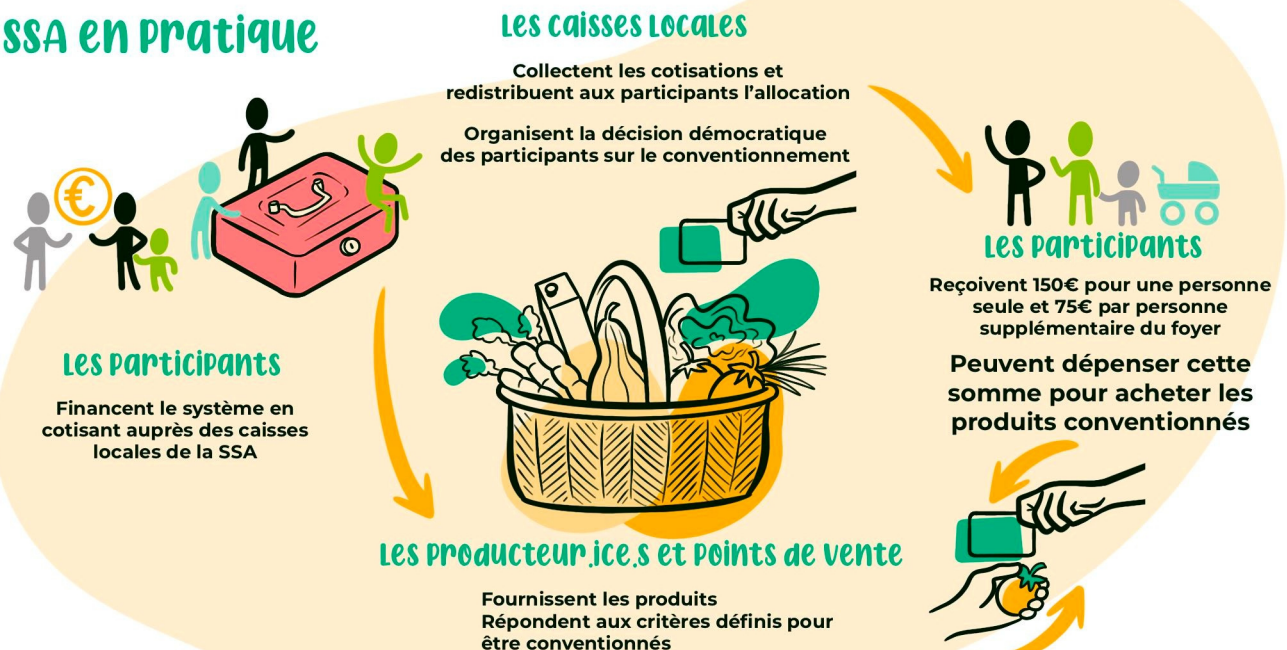 SSA en pratique
Les caisses locales
Collectent les cotisations et
redistribuent aux participants l'allocation
Organisent la décision démocratique
des participants sur le conventionnement
€
Les participants
Financent le système en
cotisant auprès des caisses
locales de la SSA
Les participants
Reçoivent 150€ pour une personne
seule et 75€ par personne
supplémentaire du foyer
Peuvent dépenser cette
somme pour acheter les
produits conventionnés
Les producteur.ice.s et points de vente
Fournissent les produits
Répondent aux critères définis pour
être conventionnés